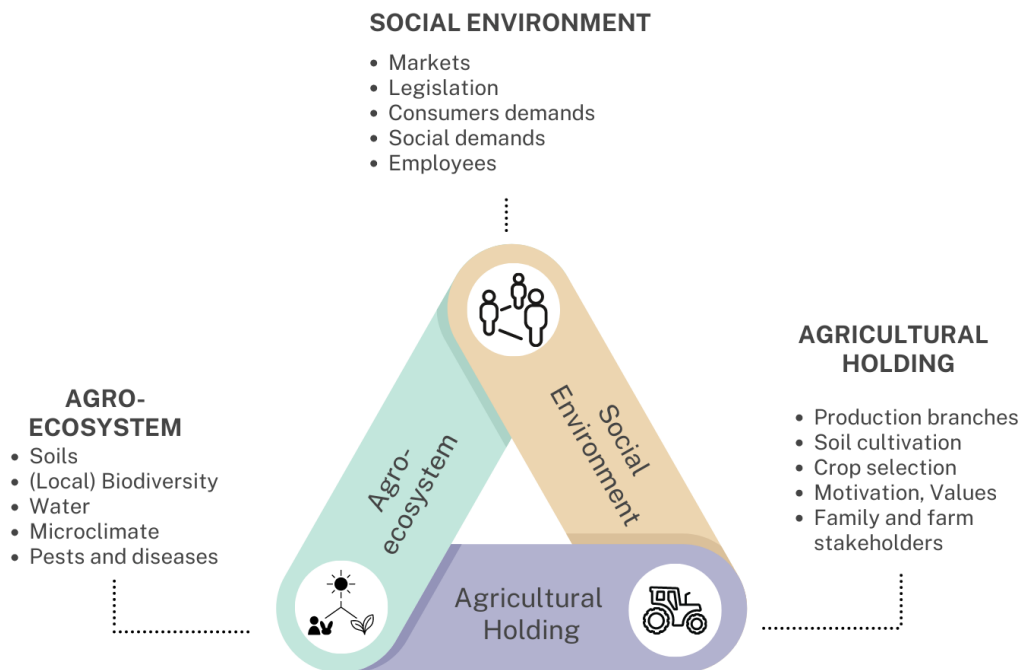 SOCIAL ENVIRONMENT
• Markets
• Legislation
• Consumers demands
• Social demands
• Employees
AGRICULTURAL
HOLDING
• Production branches
• Soil cultivation
• Crop selection
• Motivation, Values
• Family and farm
stakeholders
AGRO-
ECOSYSTEM
• Soils
• (Local) Biodiversity
• Water
• Microclimate
• Pests and diseases
Agro-
ecosystem
Social
Environment
Agricultural
Holding